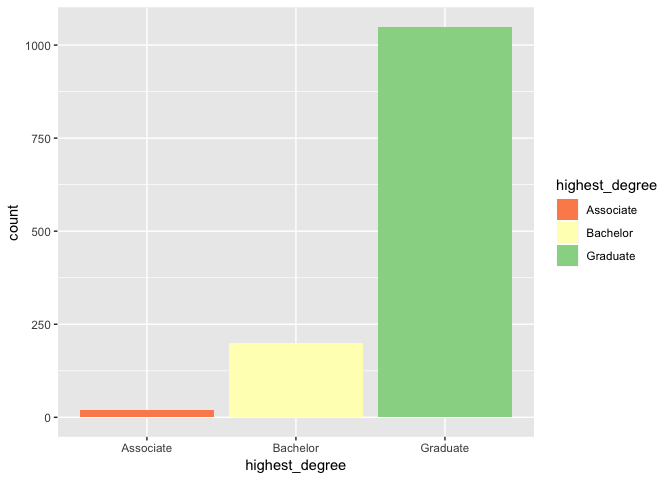 count
1000
750
500
250
0
Associate
Bachelor
Graduate
highest_degree
highest_degree
Associate
Bachelor
Graduate